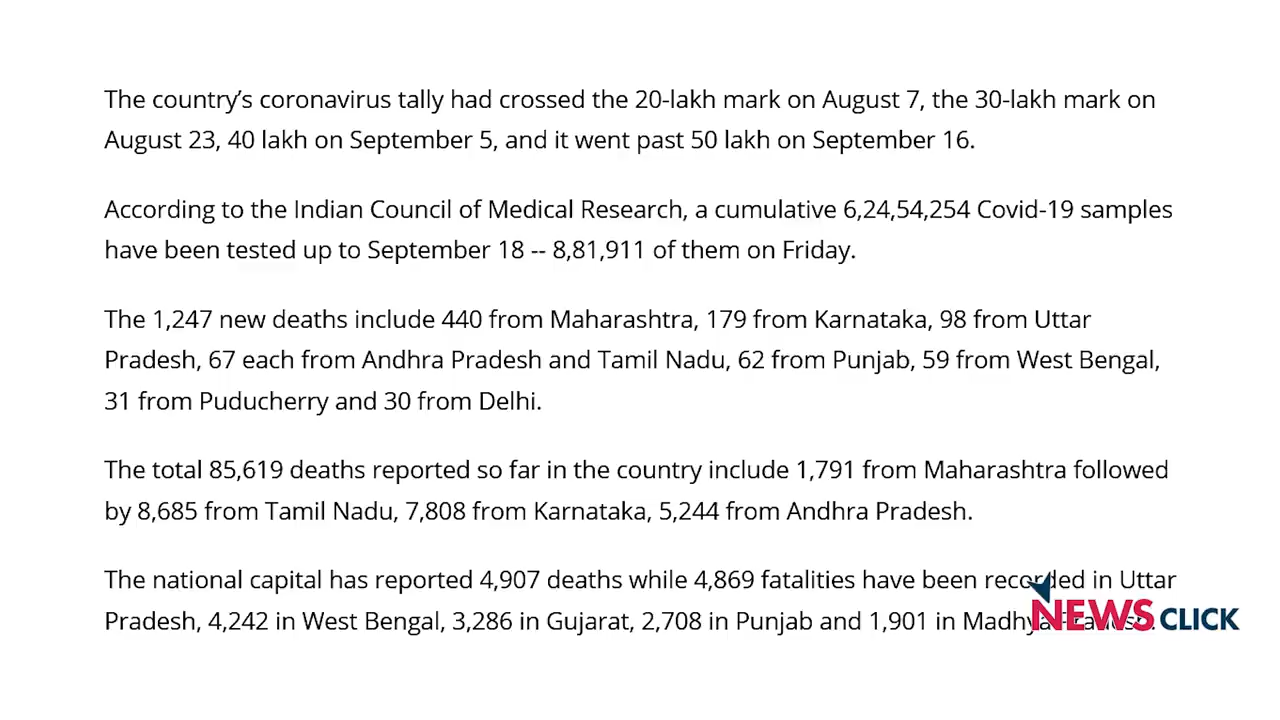 The country’s coronavirus tally had crossed the 20-lakh mark on August 7, the 30-lakh mark on
August 23, 40 lakh on September 5, and it went past 50 lakh on September 16.
According to the Indian Council of Medical Research, a cumulative 6,24,54,254 Covid-19 samples
have been tested up to September 18 -- 8,81,911 of them on Friday.
The 1,247 new deaths include 440 from Maharashtra, 179 from Karnataka, 98 from Uttar
Pradesh, 67 each from Andhra Pradesh and Tamil Nadu, 62 from Punjab, 59 from West Bengal,
31 from Puducherry and 30 from Delhi.
The total 85,619 deaths reported so far in the country include 1,791 from Maharashtra followed
by 8,685 from Tamil Nadu, 7,808 from Karnataka, 5,244 from Andhra Pradesh.
The national capital has reported 4,907 deaths while 4,869 fatalities have been recorded in Uttar
Pradesh, 4,242 in West Bengal, 3,286 in Gujarat, 2,708 in Punjab and 1,901 in Madhya Pradesh.
NEWSCLICK